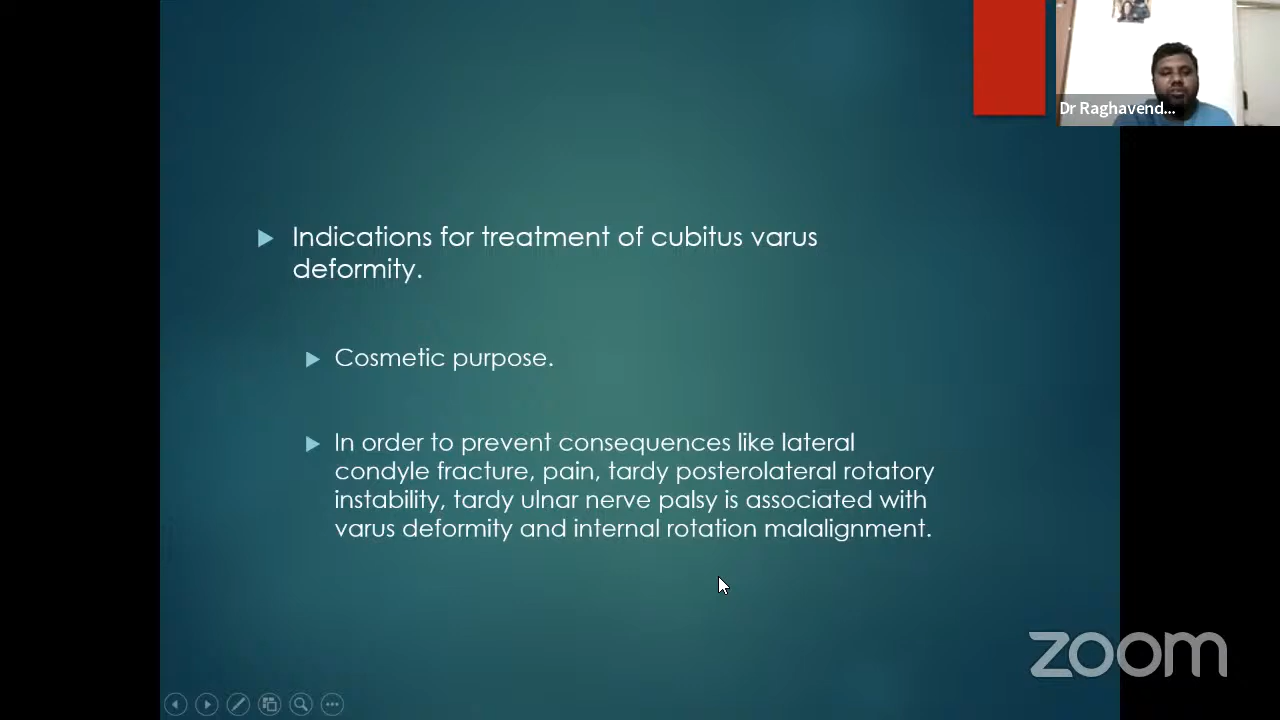 Dr Raghavend...
Indications for treatment of cubitus varus
deformity.
Cosmetic purpose.
In order to prevent consequences like lateral
condyle fracture, pain, tardy posterolateral rotatory
instability, tardy ulnar nerve palsy is associated with
varus deformity and internal rotation malalignment.
zoom